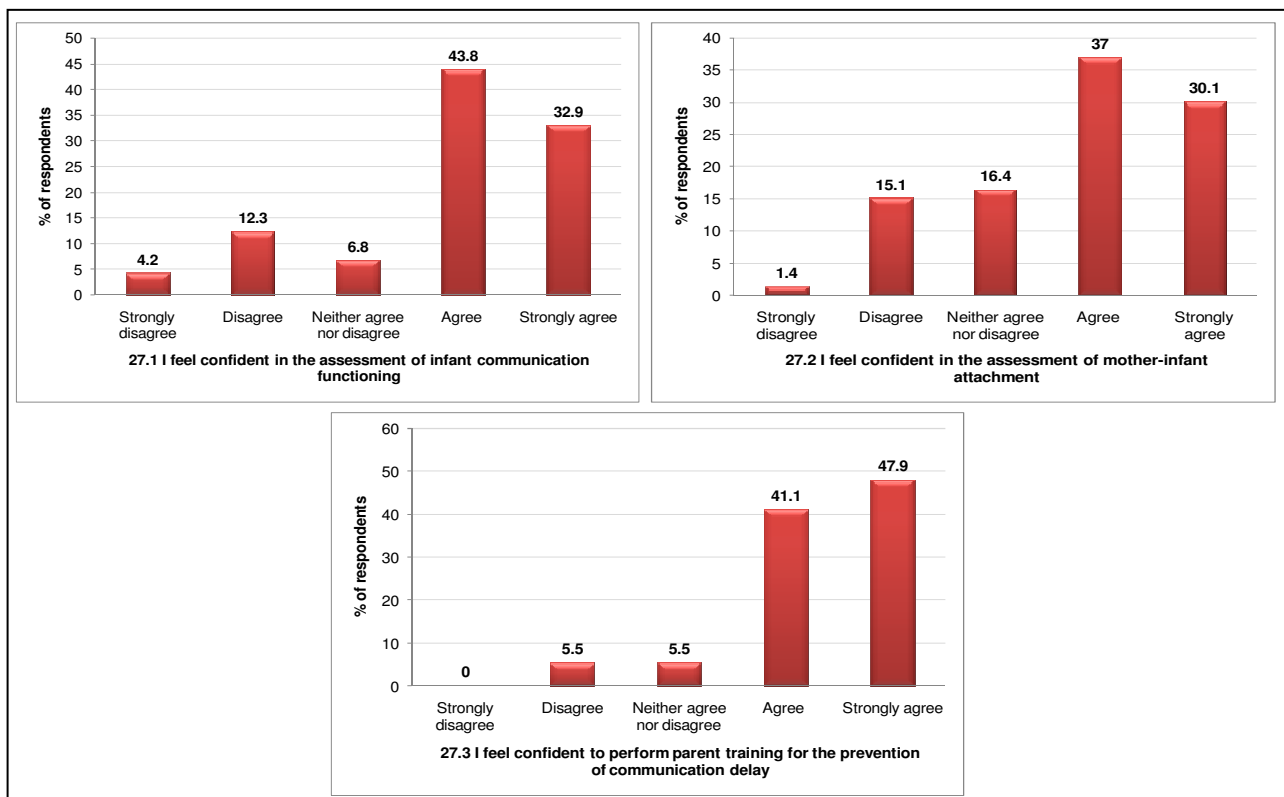 50
45
40
35
30
25
20
15
10
5
0
% of respondents
4.2
12.3
6.8
43.8
32.9
Strongly
disagree
Disagree
Neither agree
nor disagree
Agree
Strongly agree
27.1 I feel confident in the assessment of infant communication
functioning
40
35
30
25
20
15
10
5
0
% of respondents
1.4
15.1
16.4
37
30.1
Strongly
disagree
Disagree
Neither agree
nor disagree
Agree
Strongly
agree
27.2 I feel confident in the assessment of mother-infant
attachment
60
50
40
30
20
10
0
% of respondents
0
5.5
5.5
41.1
47.9
Strongly
disagree
Disagree
Neither agree
nor disagree
Agree
Strongly agree
27.3 I feel confident to perform parent training for the prevention
of communication delay